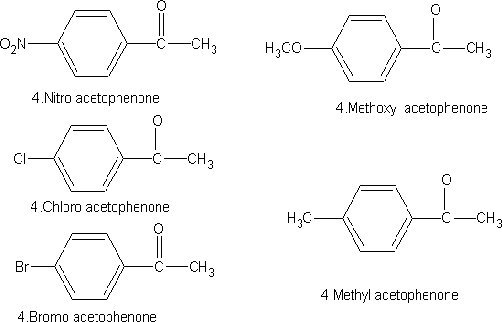 O
O₂N C CH₃
4.Nitro acetophenone
O
H₃CO C CH₃
4.Methoxy acetophenone
O
Cl C CH₃
4.Chloro acetophenone
O
H₃C C CH₃
4 Methyl acetophenone
O
Br C CH₃
4.Bromo acetophenone